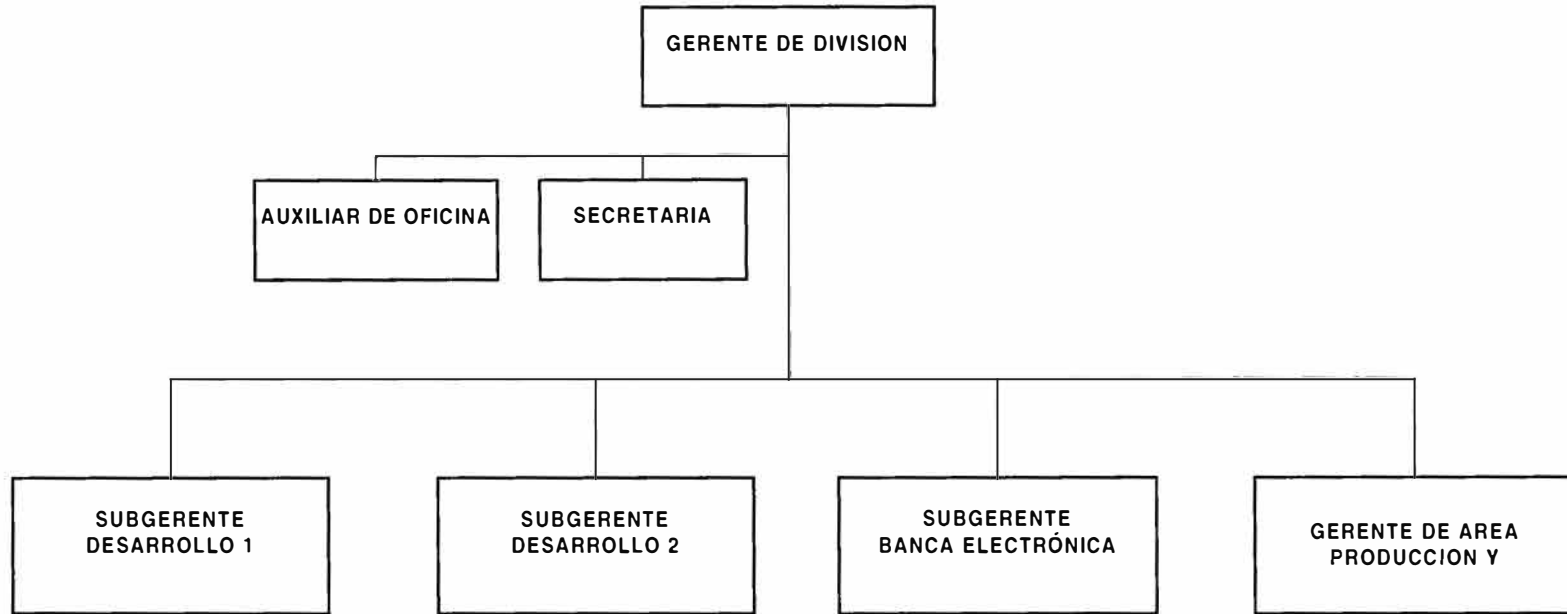 GERENTE DE DIVISION
AUXILIAR DE OFICINA
SECRETARIA
SUBGERENTE
DESARROLLO 1
SUBGERENTE
DESARROLLO 2
SUBGERENTE
BANCA ELECTRÓNICA
GERENTE DE AREA
PRODUCCION Y